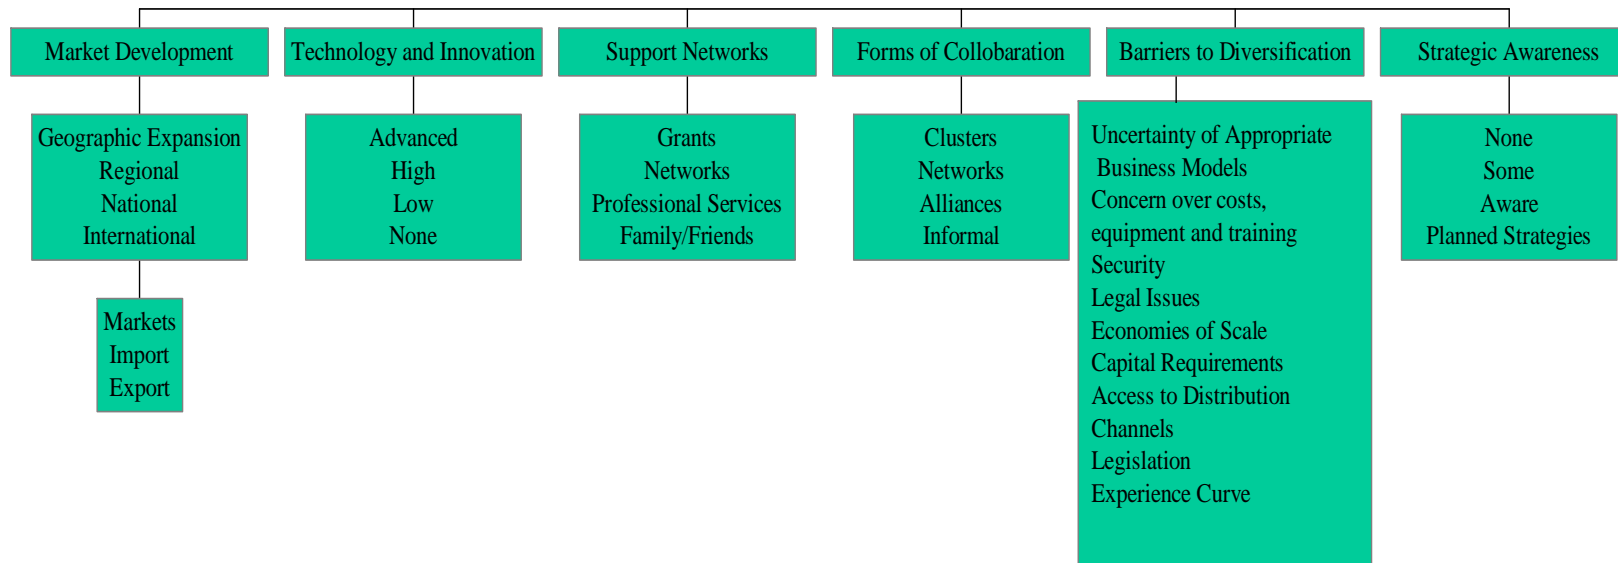 Market Development
Technology and Innovation
Support Networks
Forms of Collobaration
Barriers to Diversification
Strategic Awareness
Geographic Expansion
Regional
National
International
Markets
Import
Export
Advanced
High
Low
None
Grants
Networks
Professional Services
Family/Friends
Clusters
Networks
Alliances
Informal
Uncertainty of Appropriate
Business Models
Concern over costs,
equipment and training
Security
Legal Issues
Economies of Scale
Capital Requirements
Access to Distribution
Channels
Legislation
Experience Curve
None
Some
Aware
Planned Strategies